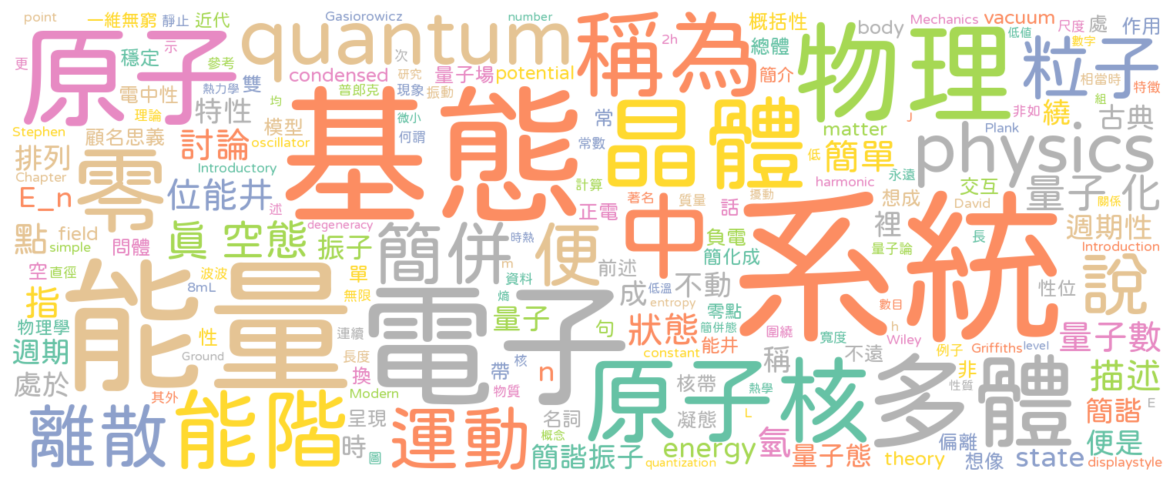 point
一維無窮
靜止
近代
Gasiorowicz
quantum
number
稱為
2h
概括性
body
Mechanics
vacuum
尺度
處
作用
更
原子
示
穩定
參考
次
condensed
量子場
potential
總體
物理
低值
數字
粒子
電中性
熱力學
雙
普郎克
研究
現象
振動
簡介
相當時
特徵
理論
特性
均
基態
微小
常
晶體
matter
J
非如
組
繞
Stephen
顧名思義
模型
何謂
常數
Plank
古典
排列
Chapter
討論
oscillator
低
簡單
physics
零
Introductory
計算
harmonic
永遠
量子
化
E_n
位能井
正電
著名
質量
擾動
想成
交互
David
關係
述
degeneracy
中
話
系統
量子論
長
週期性
點
field
simple
問體
眞
空態
振子
時熱
簡併
便
負電
簡化成
Introduction
空
直徑
波波
8mL
單
m
資料
前述
成
不動
性位
說
指
能量
無限
電子
熵
低溫
entropy
零點
數目
物理學
性
連續
量子
句
簡併態
圍繞
寬度
h
量子數
週期
Ground
長度
核
狀態
能井
constant
稱
不遠
Wiley
例子
Griffiths
level
處於
換
Modern
帶
物質
n
原子核
核帶
熱學
多體
非
性質
描述
E
離散
其外
能階
呈現
運動
名詞
凝態
L
氫
偏離
簡諧
時
圖
概念
簡諧振子
energy
quantization
量子態
theory
想像
state
便是
displaystyle